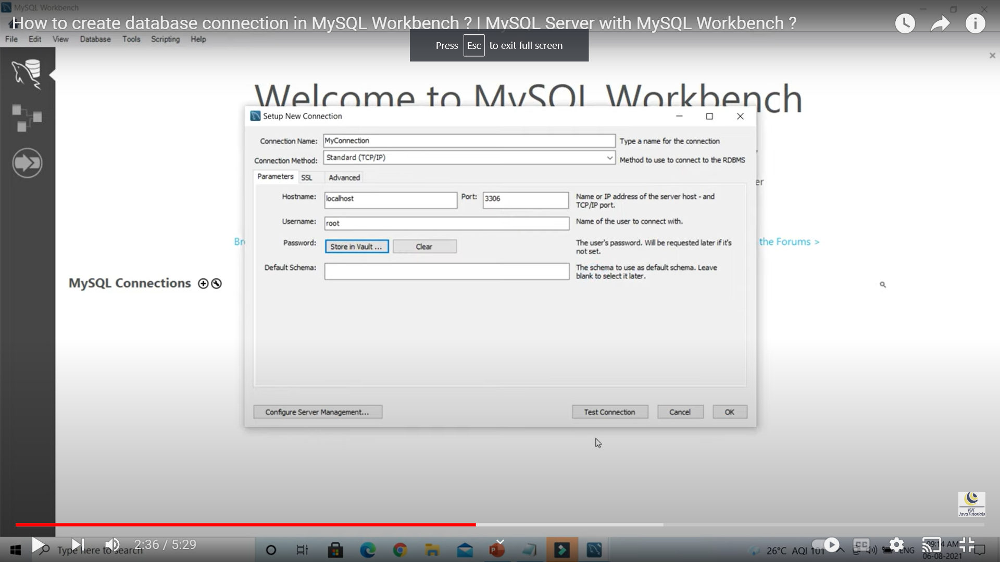 MySQL Workbench
How to create database connection in MySQL Workbench ? | MySQL Server with MySQL Workbench ?
File Edit View Database Tools Scripting Help
Press Esc to exit full screen
Welcome to MySQL Workbench
Setup New Connection
Connection Name: MyConnection Type a name for the connection
Connection Method: Standard (TCP/IP) Method to use to connect to the RDBMS
Parameters SSL Advanced
er
Hostname: localhost Port: 3306 Name or IP address of the server host - and
TCP/IP port.
Username: root Name of the user to connect with.
Br
Password: Store in Vault ... Clear The user's password. Will be requested later if it's
not set.
the Forums >
Default Schema: The schema to use as default schema. Leave
blank to select it later.
MySQL Connections
Configure Server Management... Test Connection Cancel OK
KK
JavaTutorials
2:36 / 5:29
Type here to search
CC
26°C AQI 101 ENG 09:14 AM
06-08-2021